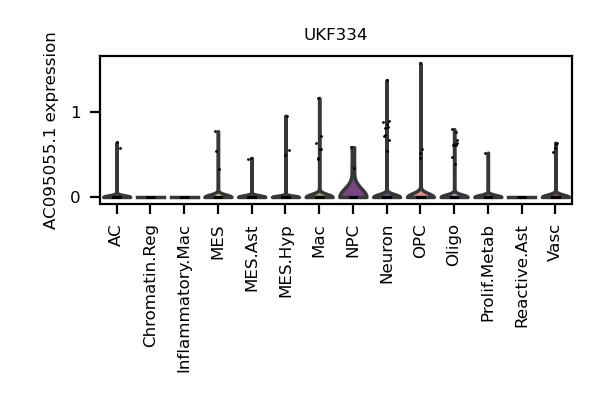 UKF334
AC095055.1 expression
1
0
AC
Chromatin.Reg
Inflammatory.Mac
MES
MES.Ast
MES.Hyp
Mac
NPC
Neuron
OPC
Oligo
Prolif.Metab
Reactive.Ast
Vasc